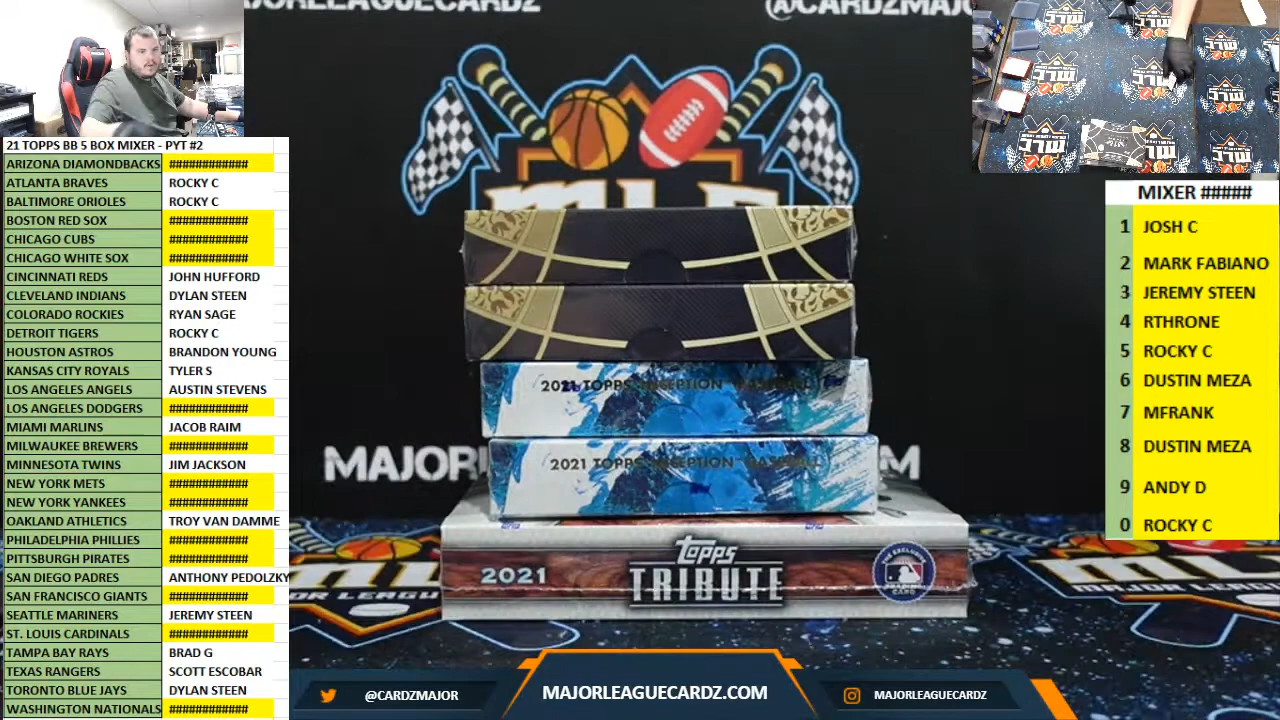 MAJORLEAGUECARDZ
@CARDZMAJOR
21 TOPPS BB 5 BOX MIXER - PYT #2
ARIZONA DIAMONDBACKS ############
ATLANTA BRAVES ROCKY C
BALTIMORE ORIOLES ROCKY C
BOSTON RED SOX ############
CHICAGO CUBS ############
CHICAGO WHITE SOX ############
CINCINNATI REDS JOHN HUFFORD
CLEVELAND INDIANS DYLAN STEEN
COLORADO ROCKIES RYAN SAGE
DETROIT TIGERS ROCKY C
HOUSTON ASTROS BRANDON YOUNG
KANSAS CITY ROYALS TYLER S
LOS ANGELES ANGELS AUSTIN STEVENS
LOS ANGELES DODGERS ############
MIAMI MARLINS JACOB RAIM
MILWAUKEE BREWERS ############
MINNESOTA TWINS JIM JACKSON
NEW YORK METS ############
NEW YORK YANKEES ############
OAKLAND ATHLETICS TROY VAN DAMME
PHILADELPHIA PHILLIES ############
PITTSBURGH PIRATES ############
SAN DIEGO PADRES ANTHONY PEDOLZKY
SAN FRANCISCO GIANTS ############
SEATTLE MARINERS JEREMY STEEN
ST. LOUIS CARDINALS ############
TAMPA BAY RAYS BRAD G
TEXAS RANGERS SCOTT ESCOBAR
TORONTO BLUE JAYS DYLAN STEEN
WASHINGTON NATIONALS ############
MLC
2021 TOPPS INCEPTION BASEBALL
2021 TOPPS INCEPTION BASEBALL
MAJORL
M
2021
Topps
TRIBUTE
MIXER #####
1 JOSH C
2 MARK FABIANO
3 JEREMY STEEN
4 RTHRONE
5 ROCKY C
6 DUSTIN MEZA
7 MFRANK
8 DUSTIN MEZA
9 ANDY D
0 ROCKY C
@CARDZMAJOR
MAJORLEAGUECARDZ.COM
MAJORLEAGUECARDZ